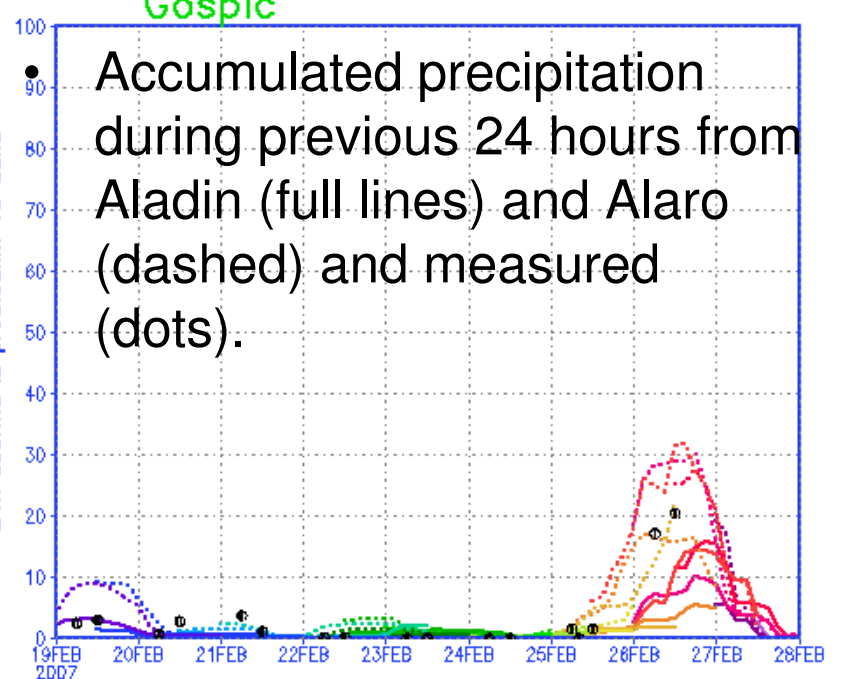 Gospic
• Accumulated precipitation
during previous 24 hours from
Aladin (full lines) and Alaro
(dashed) and measured
(dots).
100
90
80
70
60
50
40
30
20
10
0
19FEB 20FEB 21FEB 22FEB 23FEB 24FEB 25FEB 26FEB 27FEB 28FEB
2007